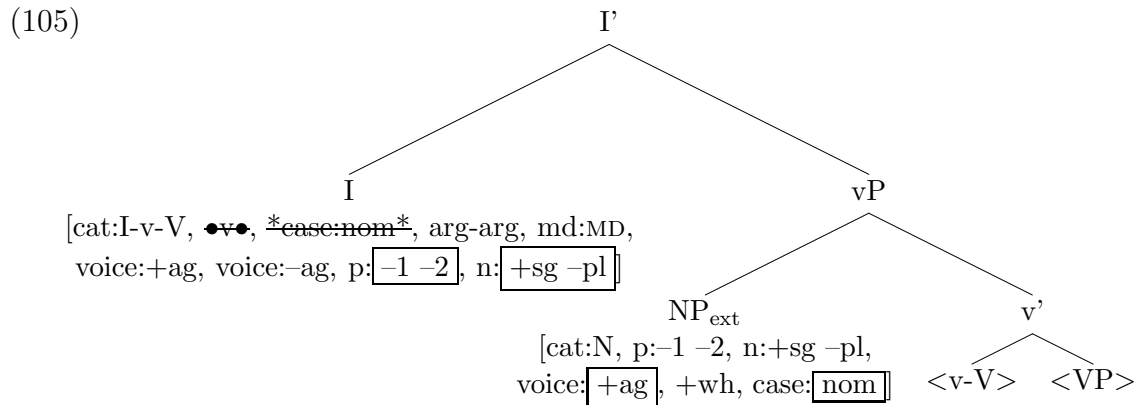 (105) I'
I vP
[cat:I-v-V, ●v●, *case:nom*, arg-arg, md:MD,
voice:+ag, voice:–ag, p: –1 –2 , n: +sg –pl ]
NPext v'
[cat:N, p:–1 –2, n:+sg –pl,
voice: +ag , +wh, case: nom ] <v-V> <VP>